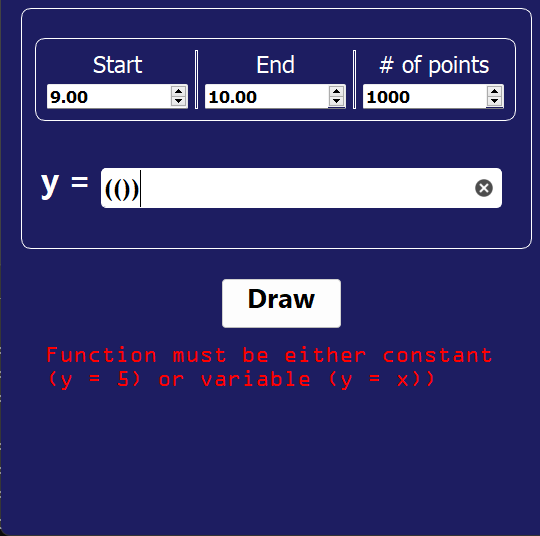 Start End # of points
9.00 10.00 1000
y = (())
Draw
Function must be either constant
(y = 5) or variable (y = x))